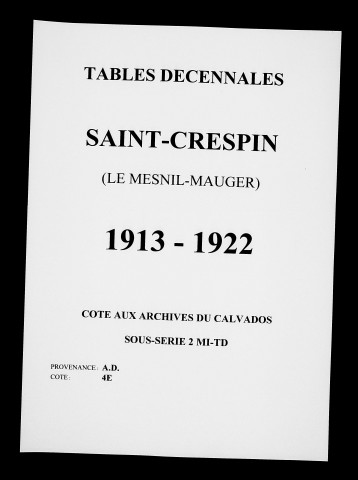 TABLES DECENNALES
SAINT-CRESPIN
(LE MESNIL-MAUGER)
1913 - 1922
COTE AUX ARCHIVES DU CALVADOS
SOUS-SERIE 2 MI-TD
PROVENANCE : A.D.
COTE : 4E